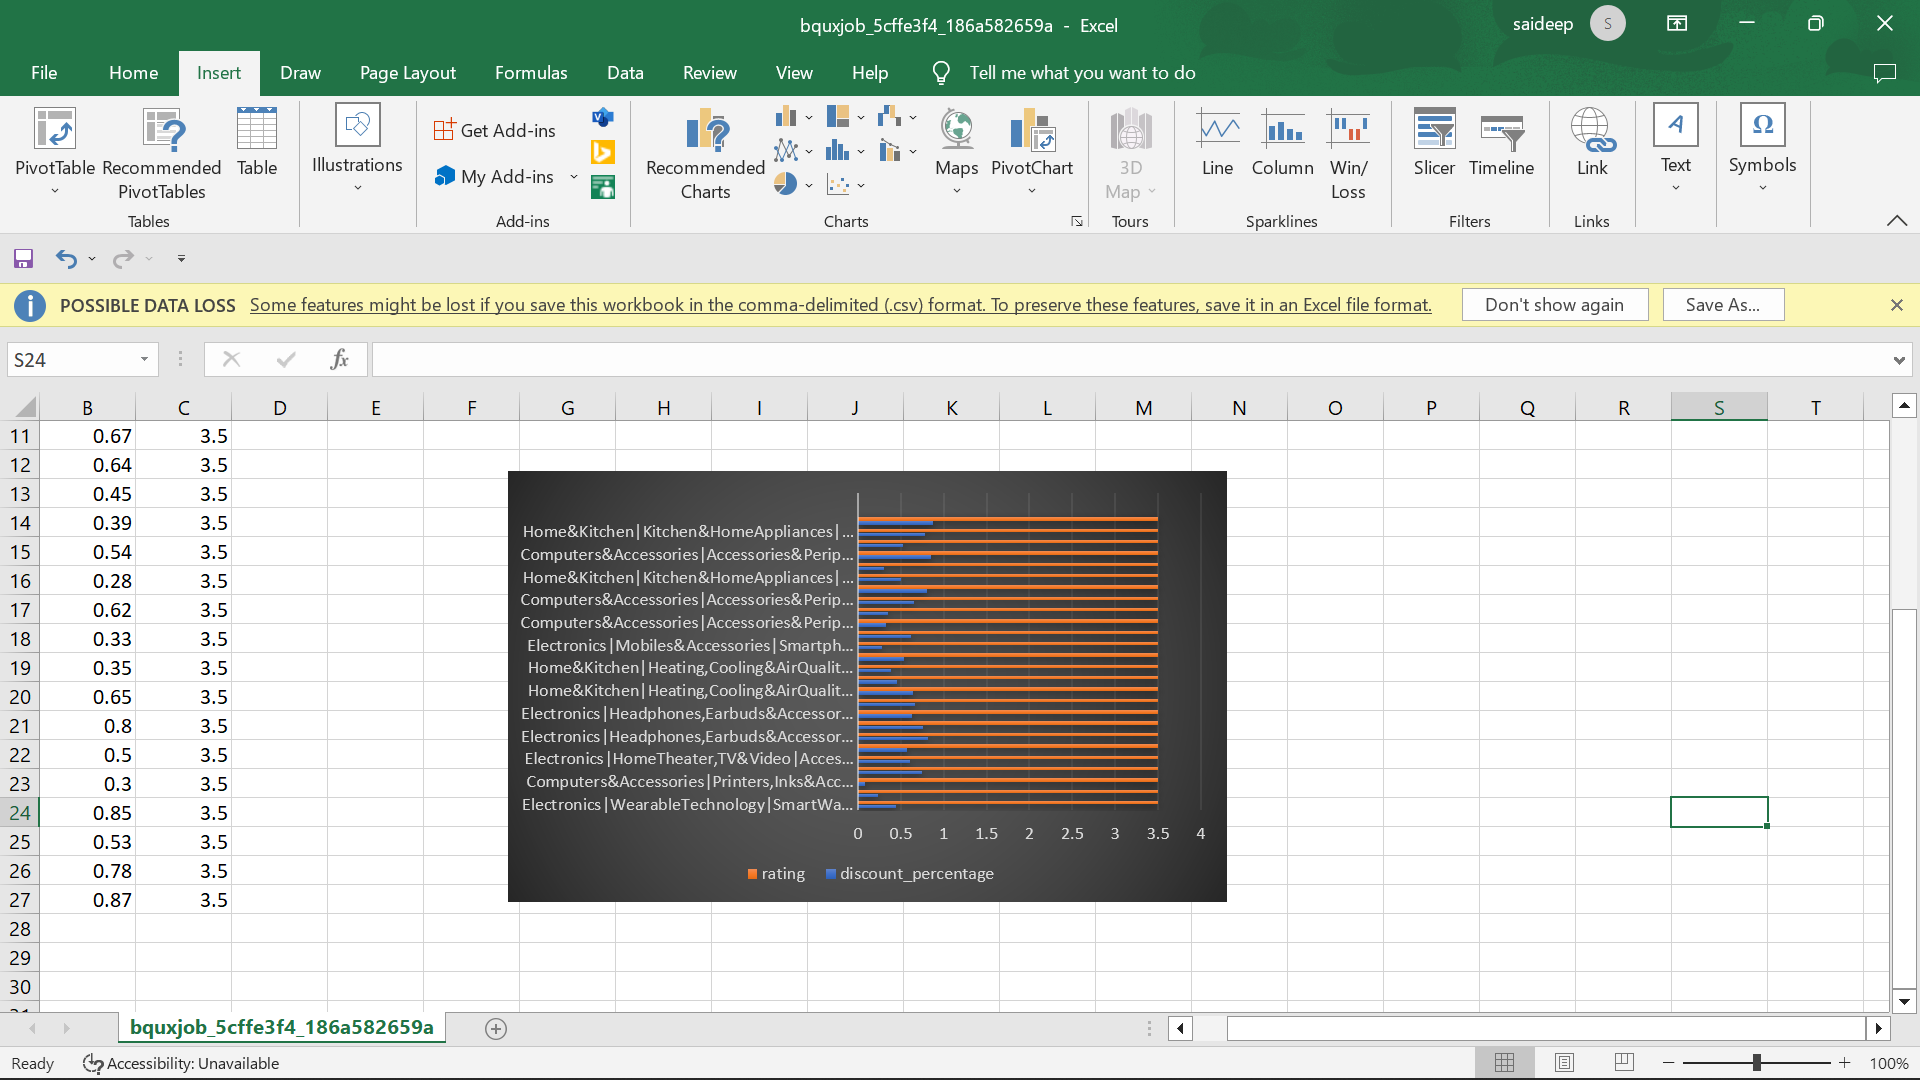 bquxjob_5cffe3f4_186a582659a - Excel
saideep S
File Home Insert Draw Page Layout Formulas Data Review View Help Tell me what you want to do
PivotTable
Recommended PivotTables
Table
Tables
Illustrations
Get Add-ins
My Add-ins
Add-ins
Recommended Charts
Maps
PivotChart
Charts
3D Map
Tours
Line
Column
Win/ Loss
Sparklines
Slicer
Timeline
Filters
Link
Links
Text
Ω
Symbols
POSSIBLE DATA LOSS Some features might be lost if you save this workbook in the comma-delimited (.csv) format. To preserve these features, save it in an Excel file format. Don't show again Save As...
S24 fx
B C D E F G H I J K L M N O P Q R S T
11 0.67 3.5
12 0.64 3.5
13 0.45 3.5
14 0.39 3.5
15 0.54 3.5
16 0.28 3.5
17 0.62 3.5
18 0.33 3.5
19 0.35 3.5
20 0.65 3.5
21 0.8 3.5
22 0.5 3.5
23 0.3 3.5
24 0.85 3.5
25 0.53 3.5
26 0.78 3.5
27 0.87 3.5
28
29
30
Home&Kitchen|Kitchen&HomeAppliances|...
Computers&Accessories|Accessories&Perip...
Home&Kitchen|Kitchen&HomeAppliances|...
Computers&Accessories|Accessories&Perip...
Computers&Accessories|Accessories&Perip...
Electronics|Mobiles&Accessories|Smartph...
Home&Kitchen|Heating,Cooling&AirQualit...
Home&Kitchen|Heating,Cooling&AirQualit...
Electronics|Headphones,Earbuds&Accessor...
Electronics|Headphones,Earbuds&Accessor...
Electronics|HomeTheater,TV&Video|Acces...
Computers&Accessories|Printers,Inks&Acc...
Electronics|WearableTechnology|SmartWa...
0 0.5 1 1.5 2 2.5 3 3.5 4
rating discount_percentage
bquxjob_5cffe3f4_186a582659a
Ready Accessibility: Unavailable 100%